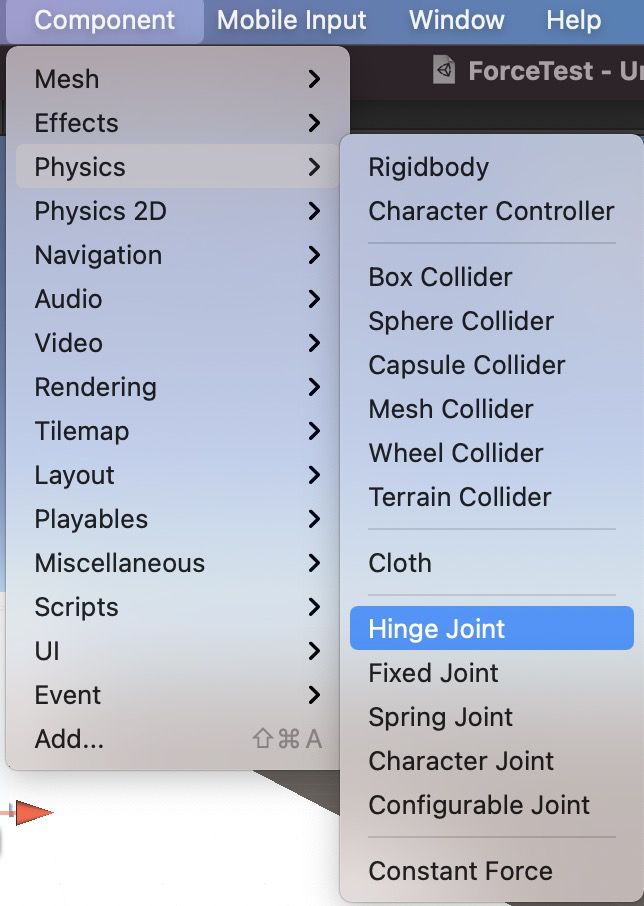 Component Mobile Input Window Help
ForceTest - Un
Mesh
Effects
Physics
Physics 2D
Navigation
Audio
Video
Rendering
Tilemap
Layout
Playables
Miscellaneous
Scripts
UI
Event
Add... ⇧⌘A
Rigidbody
Character Controller
Box Collider
Sphere Collider
Capsule Collider
Mesh Collider
Wheel Collider
Terrain Collider
Cloth
Hinge Joint
Fixed Joint
Spring Joint
Character Joint
Configurable Joint
Constant Force